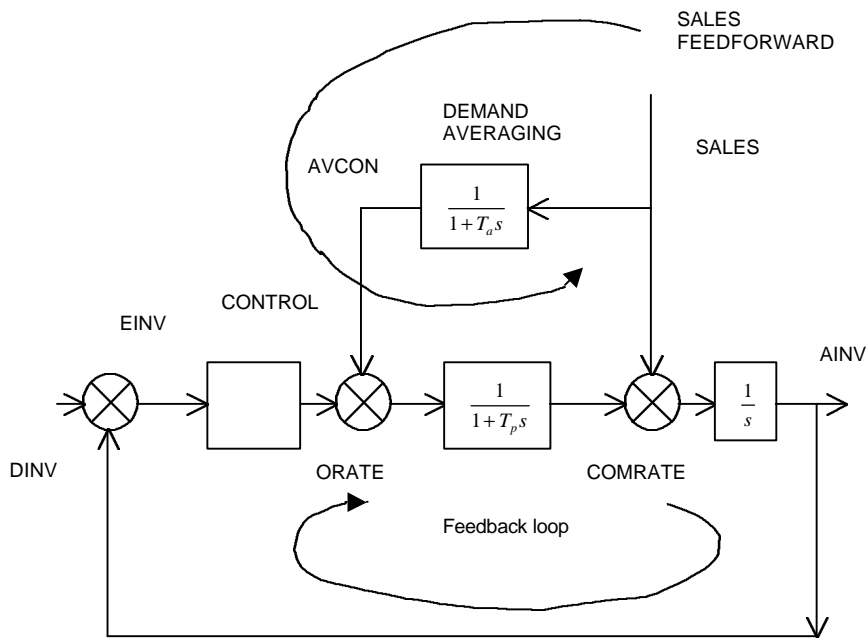 SALES
FEEDFORWARD
DEMAND
AVERAGING
SALES
AVCON
1
1 + T_a s
CONTROL
EINV
AINV
1
1 + T_p s
1
s
DINV
ORATE
COMRATE
Feedback loop